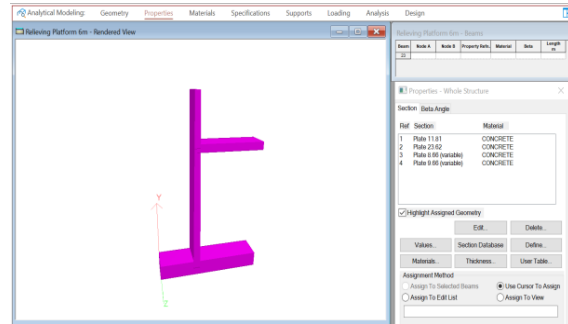 Analytical Modeling: Geometry Properties Materials Specifications Supports Loading Analysis Design
Relieving Platform 6m - Rendered View
Relieving Platform 6m - Beams
Beam Node A Node B Property Refn. Material Beta Length m
Properties - Whole Structure
Section Beta Angle
Ref Section Material
1 Plate 11.81 CONCRETE
2 Plate 23.62 CONCRETE
3 Plate 8.66 (variable) CONCRETE
4 Plate 9.66 (variable) CONCRETE
Highlight Assigned Geometry
Edit... Delete...
Values... Section Database Define...
Materials... Thickness... User Table...
Assignment Method
Assign To Selected Beams Use Cursor To Assign
Assign To Edit List Assign To View
Y
Z